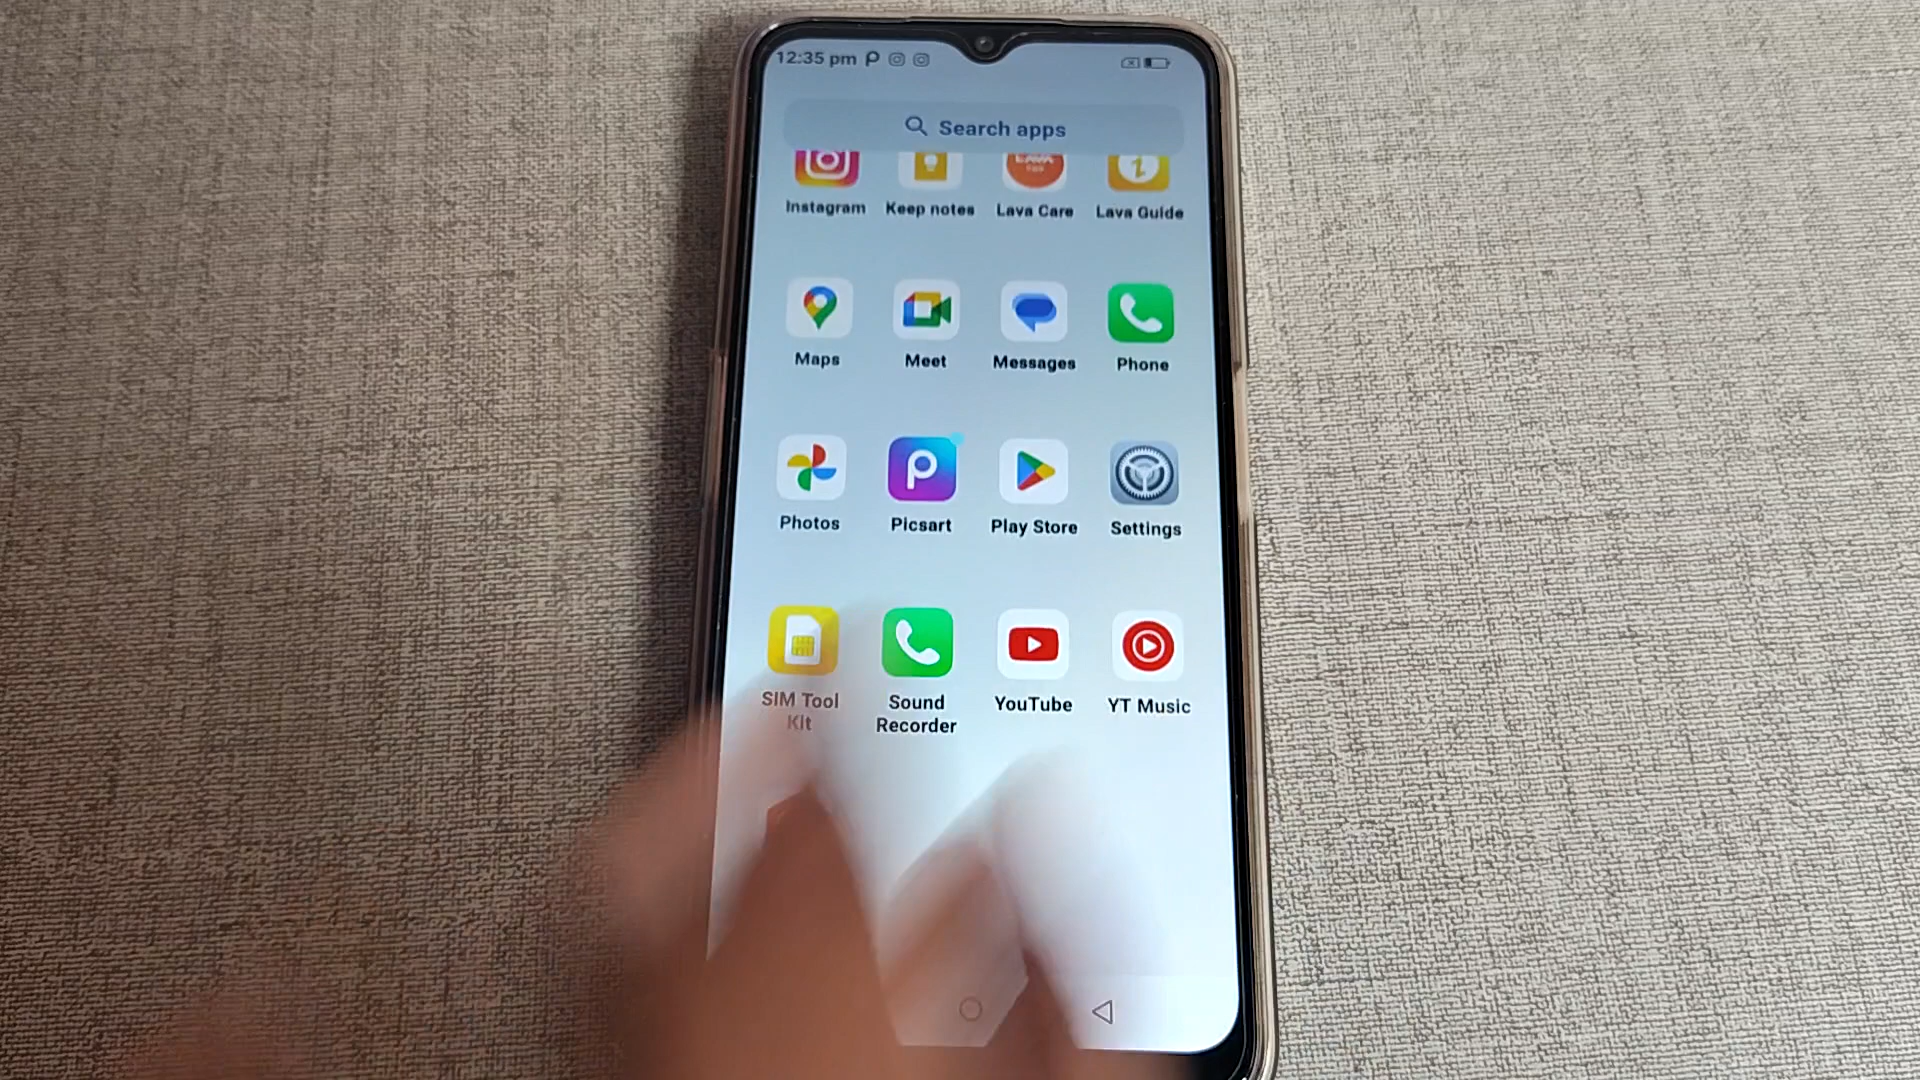 12:35 pm
Search apps
Instagram Keep notes Lava Care Lava Guide
Maps Meet Messages Phone
Photos Picsart Play Store Settings
SIM Tool Kit
Sound Recorder
YouTube YT Music